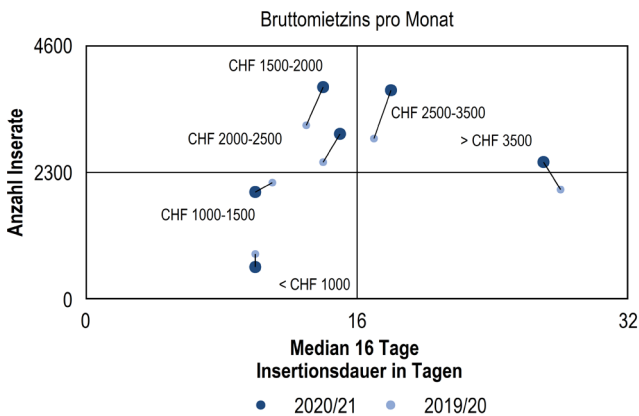 Bruttomietzins pro Monat
4600
CHF 1500-2000
CHF 2500-3500
CHF 2000-2500
> CHF 3500
Anzahl Inserate
2300
CHF 1000-1500
< CHF 1000
0
0
16
32
Median 16 Tage
Insertionsdauer in Tagen
2020/21
2019/20